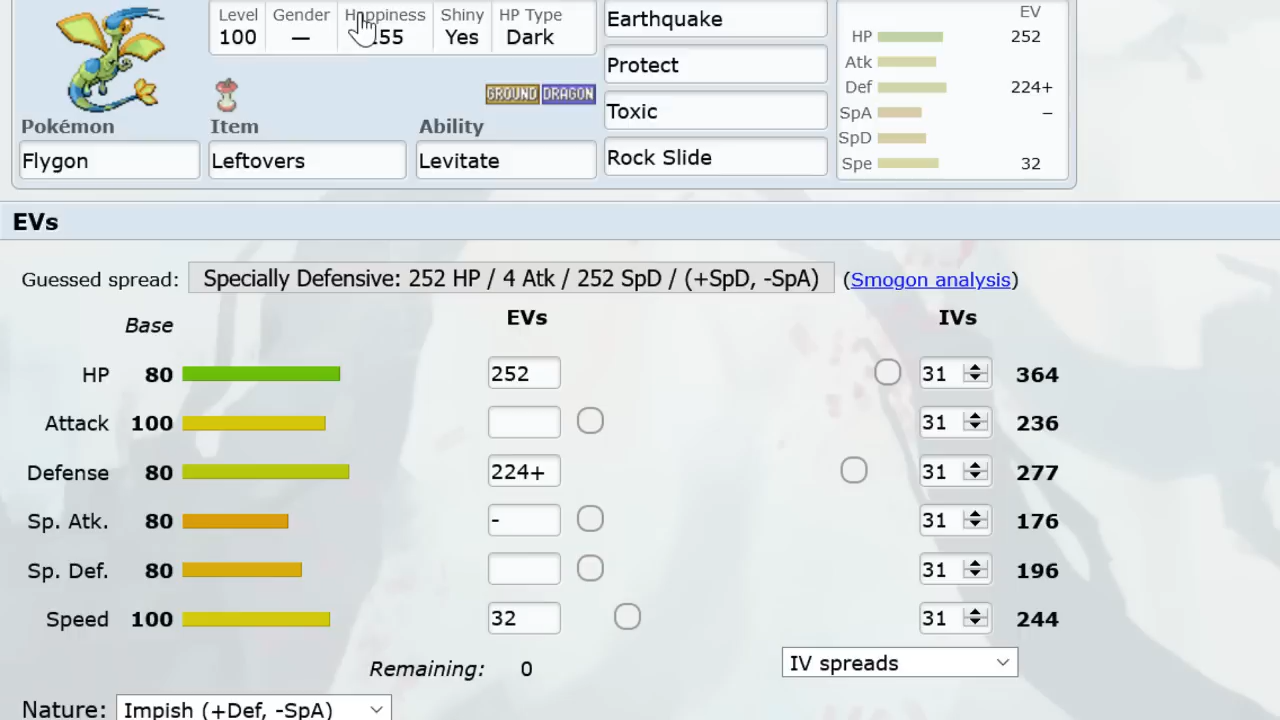 Level Gender Happiness Shiny HP Type
100 — 55 Yes Dark
GROUND DRAGON
Pokémon Item Ability
Flygon Leftovers Levitate
Earthquake
Protect
Toxic
Rock Slide
EV
HP 252
Atk
Def 224+
SpA –
SpD
Spe 32
EVs
Guessed spread: Specially Defensive: 252 HP / 4 Atk / 252 SpD / (+SpD, -SpA) (Smogon analysis)
Base EVs IVs
HP 80 252 31 364
Attack 100 31 236
Defense 80 224+ 31 277
Sp. Atk. 80 - 31 176
Sp. Def. 80 31 196
Speed 100 32 31 244
Remaining: 0 IV spreads
Nature: Impish (+Def, -SpA)